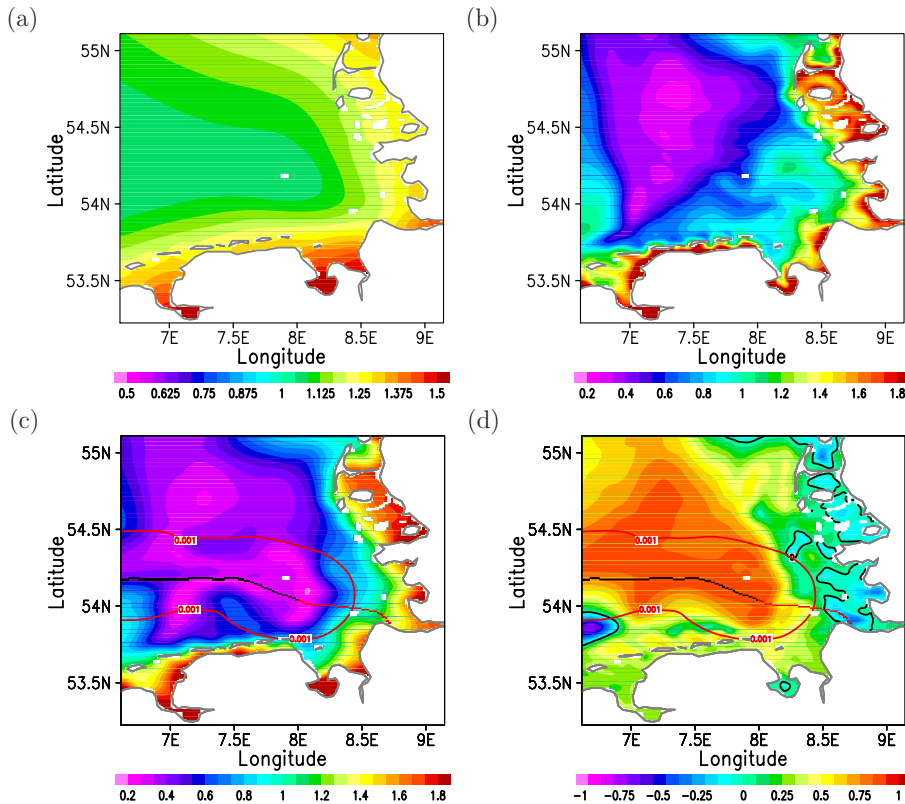 (a)
(b)
55N
54.5N
54N
53.5N
Latitude
7E 7.5E 8E 8.5E 9E
Longitude
0.5 0.625 0.75 0.875 1 1.125 1.25 1.375 1.5
55N
54.5N
54N
53.5N
Latitude
7E 7.5E 8E 8.5E 9E
Longitude
0.2 0.4 0.6 0.8 1 1.2 1.4 1.6 1.8
(c)
(d)
55N
54.5N
54N
53.5N
Latitude
0.001
0.001
0.001
7E 7.5E 8E 8.5E 9E
Longitude
0.2 0.4 0.6 0.8 1 1.2 1.4 1.6 1.8
55N
54.5N
54N
53.5N
Latitude
0.001
0
0.001
0.001
7E 7.5E 8E 8.5E 9E
Longitude
-1 -0.75 -0.5 -0.25 0 0.25 0.5 0.75 1